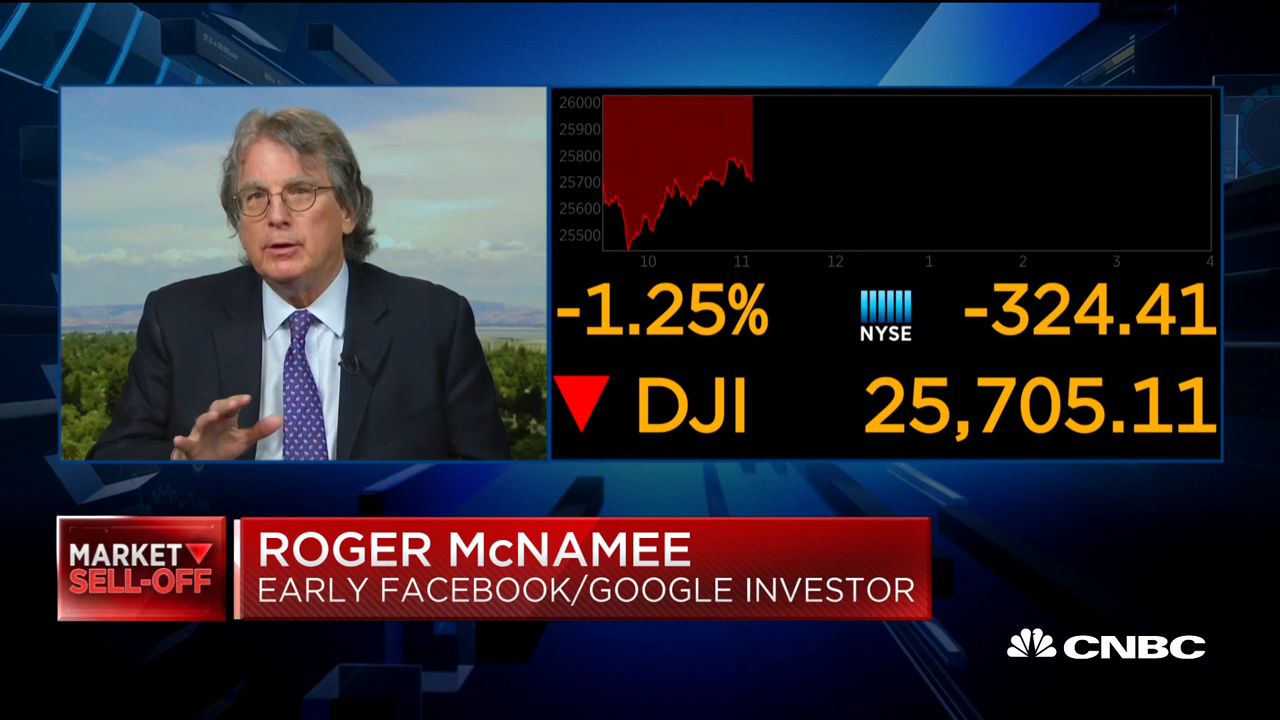 26000
25900
25800
25700
25600
25500
10 11 12 1 2 3 4
-1.25% NYSE -324.41
DJI 25,705.11
MARKET
SELL-OFF
ROGER McNAMEE
EARLY FACEBOOK/GOOGLE INVESTOR
CNBC